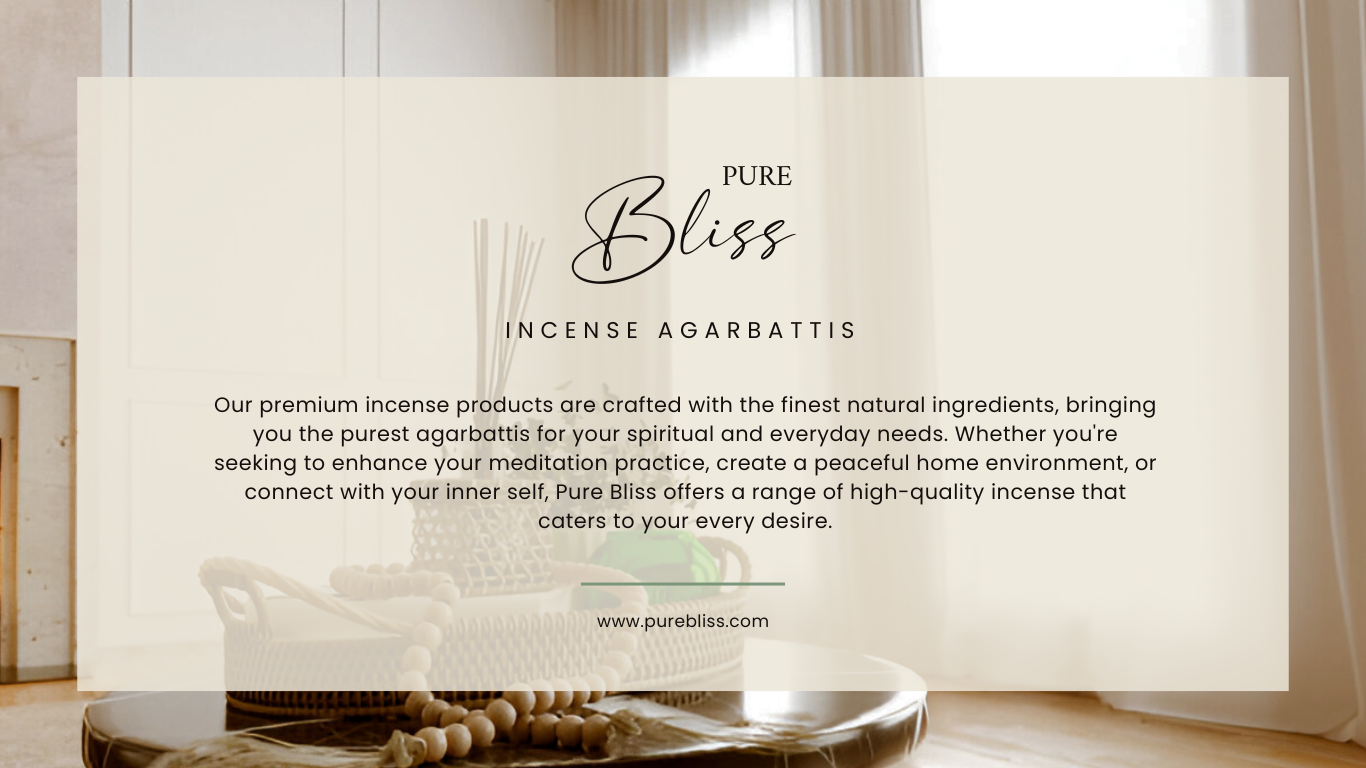 PURE
Bliss
INCENSE AGARBATTIS
Our premium incense products are crafted with the finest natural ingredients, bringing
you the purest agarbattis for your spiritual and everyday needs. Whether you're
seeking to enhance your meditation practice, create a peaceful home environment, or
connect with your inner self, Pure Bliss offers a range of high-quality incense that
caters to your every desire.
www.purebliss.com